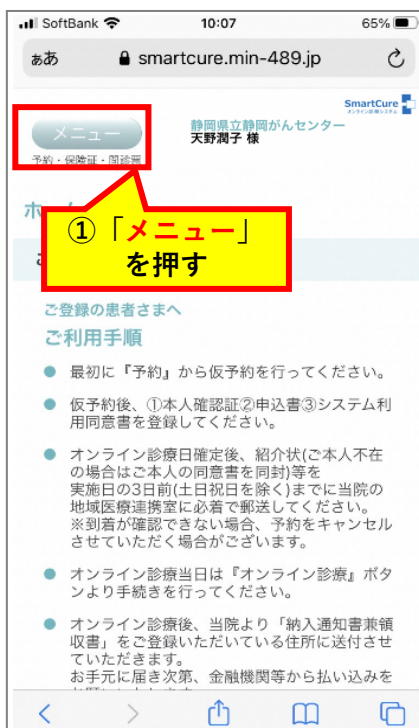 SoftBank 10:07 65%
ぁあ smartcure.min-489.jp
SmartCure
メニュー
静岡県立静岡がんセンター
天野潤子 様
予約・保険証・問診票
①「メニュー」
を押す
ご登録の患者さまへ
ご利用手順
● 最初に『予約』から仮予約を行ってください。
● 仮予約後、①本人確認証②申込書③システム利
用同意書を登録してください。
● オンライン診療日確定後、紹介状(ご本人不在
の場合はご本人の同意書を同封)等を
実施日の3日前(土日祝日を除く)までに当院の
地域医療連携室に必着で郵送してください。
※到着が確認できない場合、予約をキャンセル
させていただく場合がございます。
● オンライン診療当日は『オンライン診療』ボタ
ンより手続きを行ってください。
● オンライン診療後、当院より「納入通知書兼領
収書」をご登録いただいている住所に送付させ
ていただきます。
お手元に届き次第、金融機関等から払い込みを